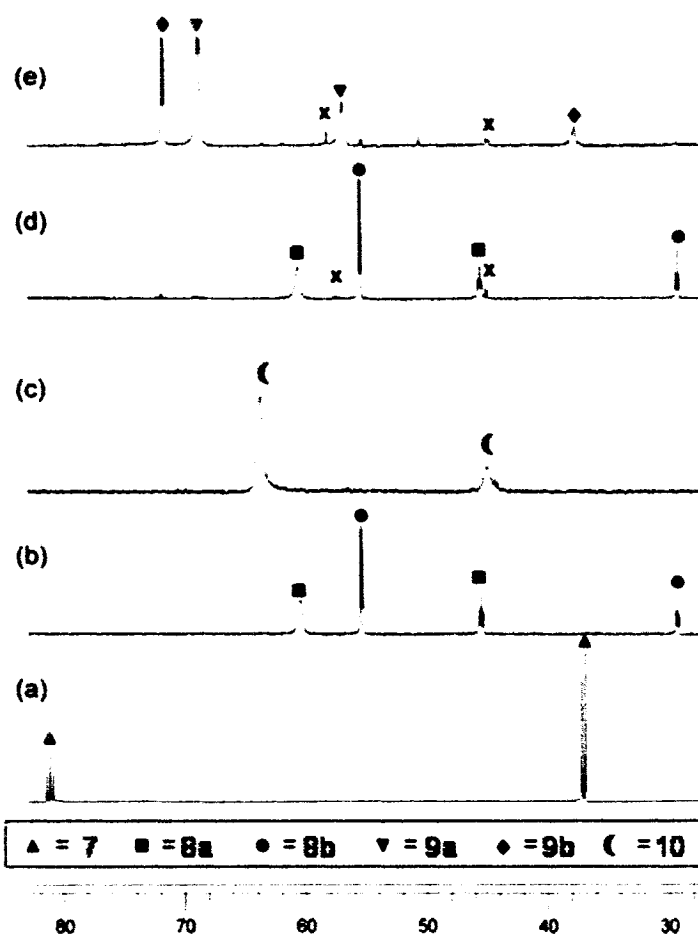 (e)
x
x
(d)
x
x
(c)
(b)
(a)
▲ = 7 ■ = 8a ● = 8b ▼ = 9a ◆ = 9b ☾ = 10
80 70 60 50 40 30